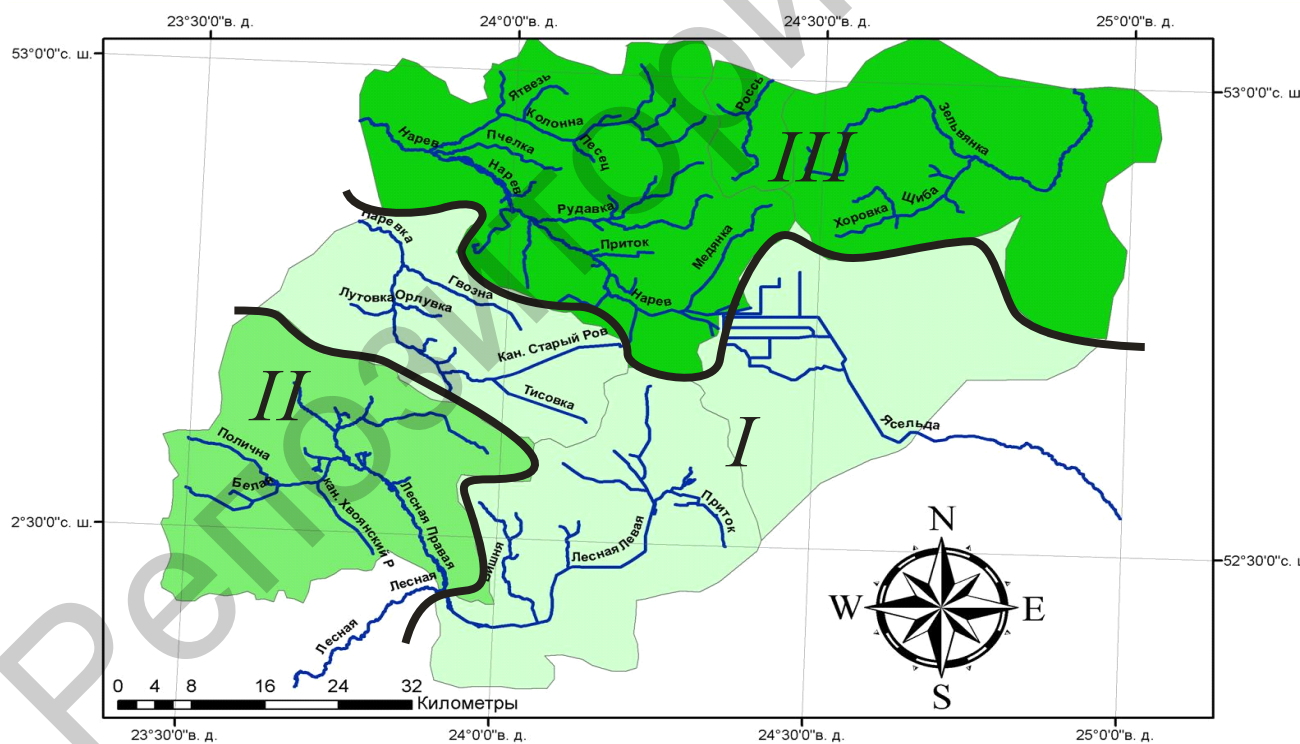 23°30'0"в. д.
24°0'0"в. д.
24°30'0"в. д.
25°0'0"в. д.
53°0'0"с. ш.
53°0'0"с. ш
Репозитори
Ятвезь
Колонна
Россь
Зельвянка
Нарев
Пчелка
Песец
III
Нарев
Щиба
Рудавка
Хоровка
Наревка
Приток
Медянка
Гвозна
Лутовка
Орлувка
Нарев
Кан. Старый Ров
Тисовка
II
I
Ясельда
Полична
Белая
кан. Хвоянский Р
Лесная Правая
Приток
2°30'0"с. ш.
52°30'0"с. ш
Вишня
Лесная Левая
Лесная
Лесная
N
W
E
S
0 4 8 16 24 32
Километры
23°30'0"в. д.
24°0'0"в. д.
24°30'0"в. д.
25°0'0"в. д.